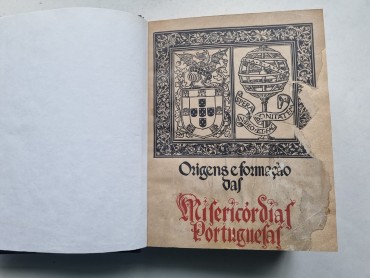 Origens e formação
das
Misericórdias
Portuguesas